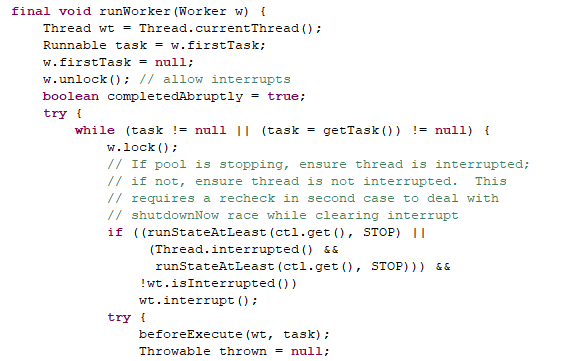 final void runWorker(Worker w) {
    Thread wt = Thread.currentThread();
    Runnable task = w.firstTask;
    w.firstTask = null;
    w.unlock(); // allow interrupts
    boolean completedAbruptly = true;
    try {
        while (task != null || (task = getTask()) != null) {
            w.lock();
            // If pool is stopping, ensure thread is interrupted;
            // if not, ensure thread is not interrupted.  This
            // requires a recheck in second case to deal with
            // shutdownNow race while clearing interrupt
            if ((runStateAtLeast(ctl.get(), STOP) ||
                 (Thread.interrupted() &&
                  runStateAtLeast(ctl.get(), STOP))) &&
                !wt.isInterrupted())
                wt.interrupt();
            try {
                beforeExecute(wt, task);
                Throwable thrown = null;